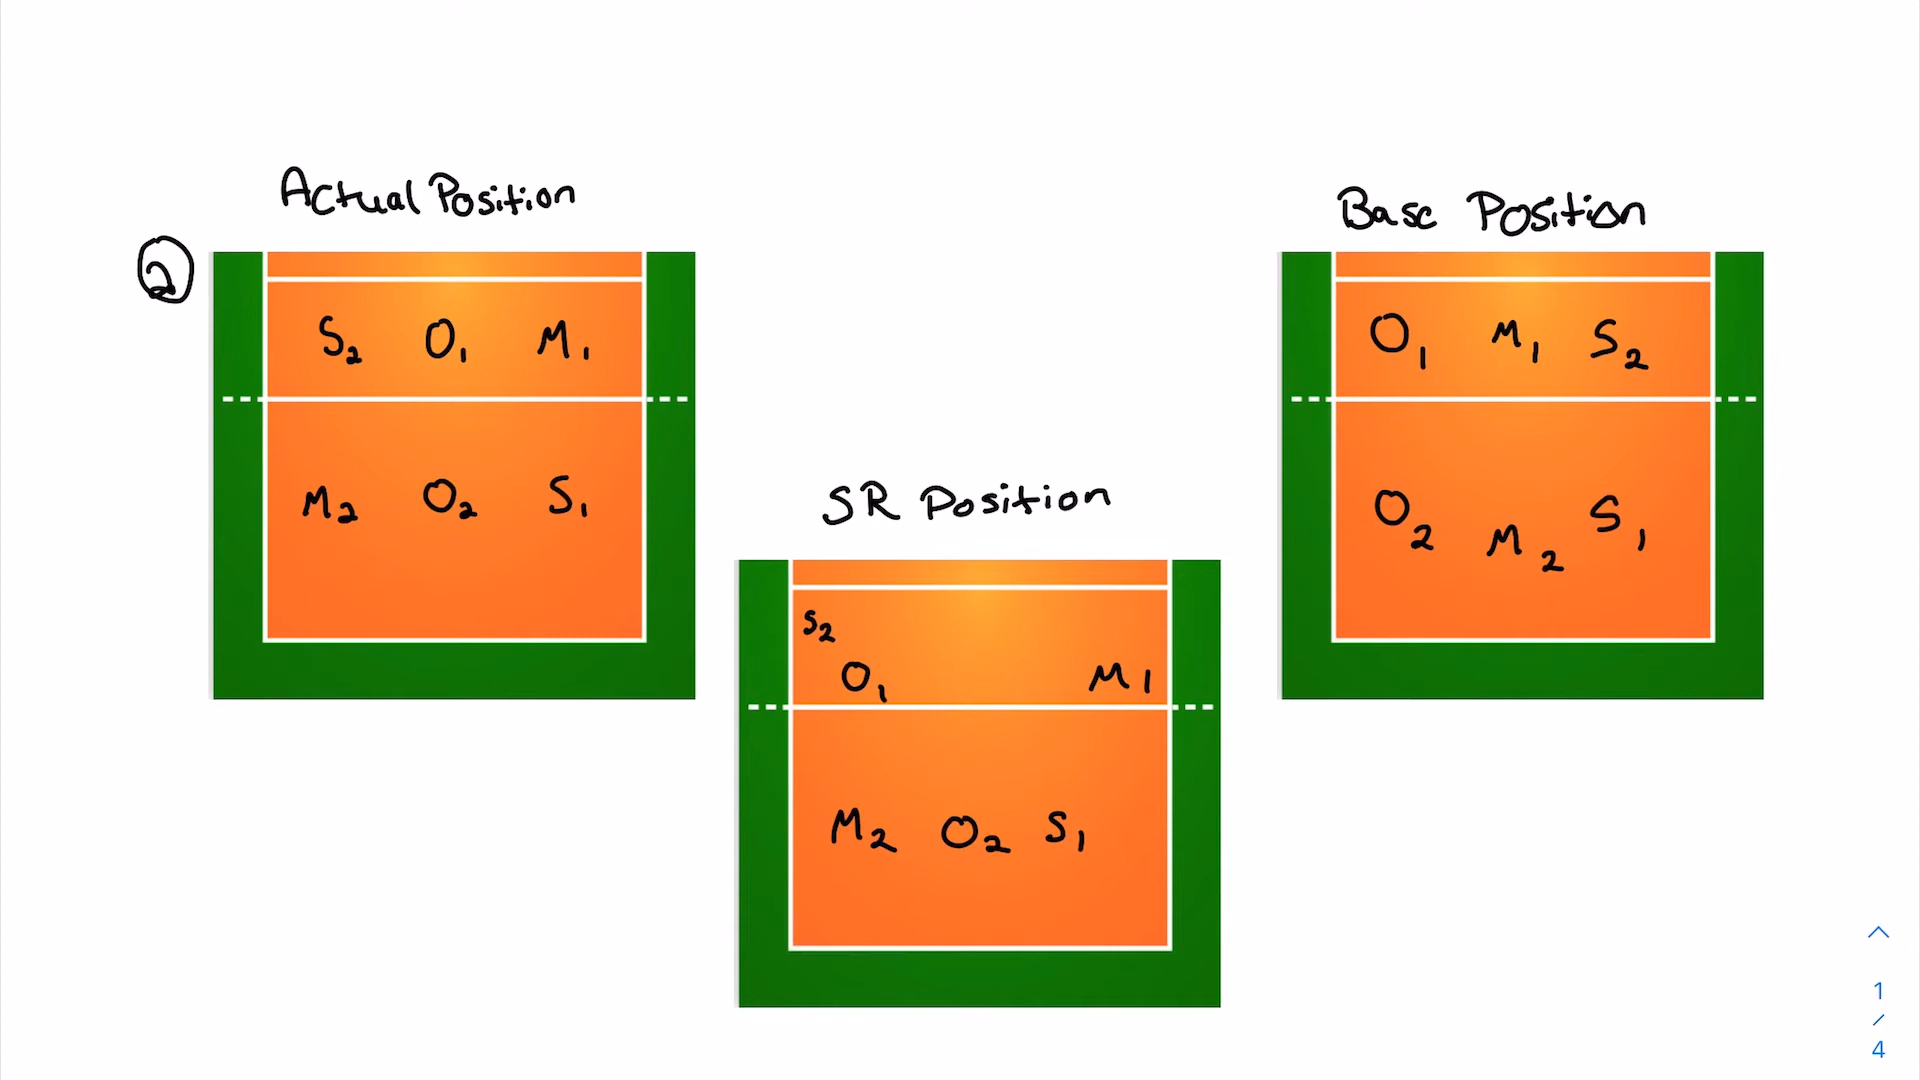 Actual Position
②
S2 O1 M1
M2 O2 S1
SR Position
S2
O1 M1
M2 O2 S1
Base Position
O1 M1 S2
O2 M2 S1
1
/
4